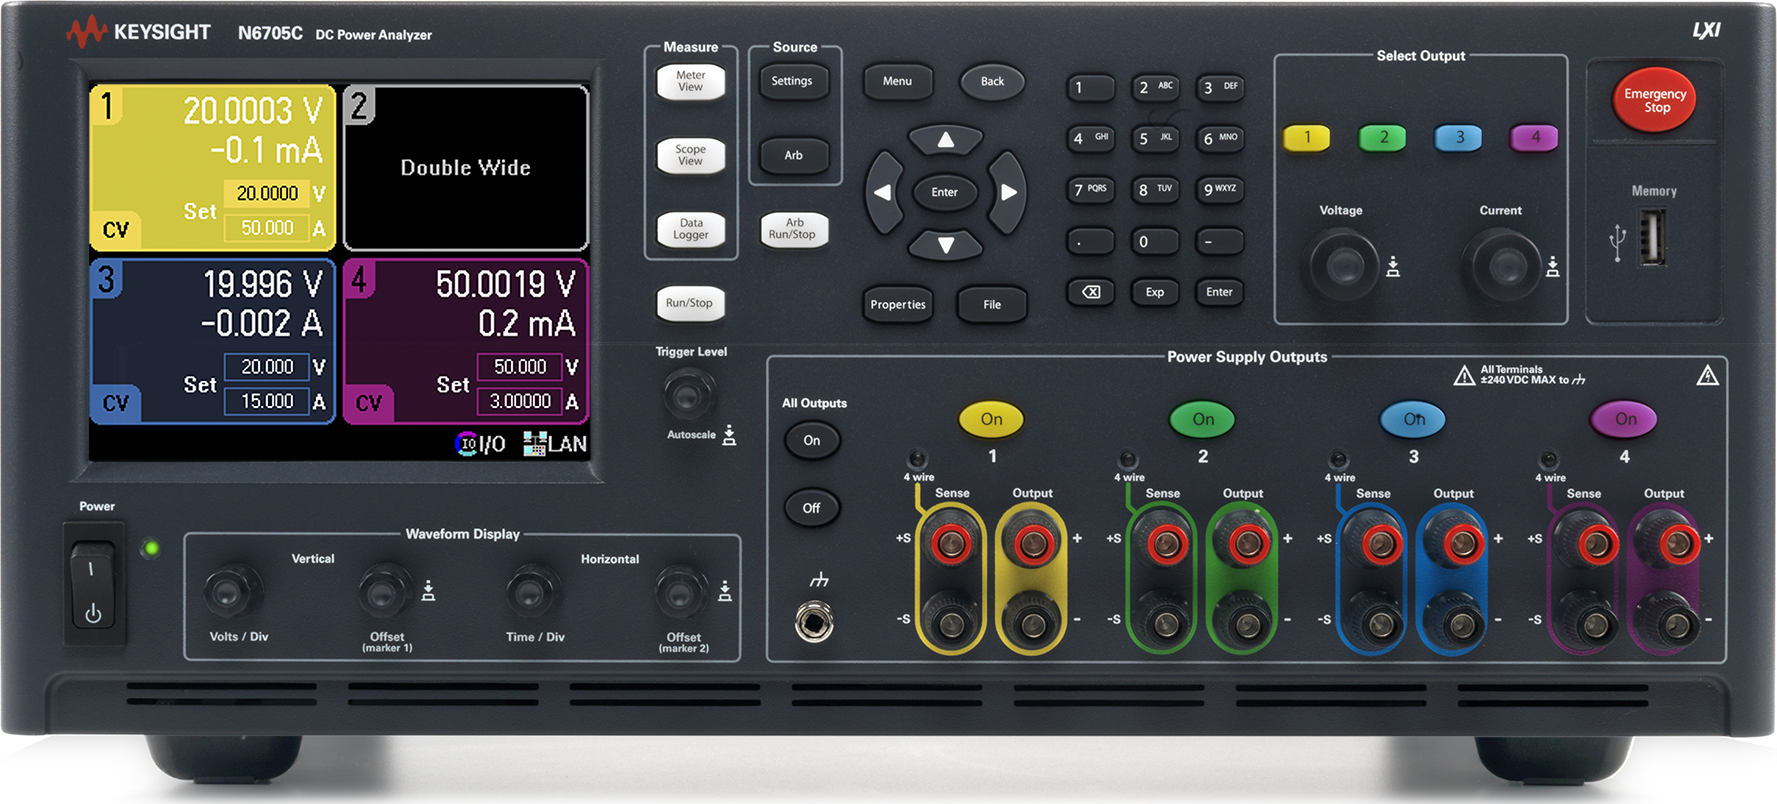 KEYSIGHT N6705C DC Power Analyzer
LXI
1
20.0003 V
-0.1 mA
Set 20.0000 V
50.000 A
CV
2
Double Wide
3
19.996 V
-0.002 A
Set 20.000 V
15.000 A
CV
4
50.0019 V
0.2 mA
Set 50.000 V
3.00000 A
CV
IO I/O LAN
Measure
Meter
View
Scope
View
Data
Logger
Run/Stop
Trigger Level
Autoscale
Source
Settings
Arb
Arb
Run/Stop
Menu
Back
Enter
Properties
File
1
2 ABC
3 DEF
4 GHI
5 JKL
6 MNO
7 PQRS
8 TUV
9 WXYZ
.
0
–
Exp
Enter
Select Output
1 2 3 4
Voltage
Current
Emergency
Stop
Memory
Power
Waveform Display
Vertical
Horizontal
Volts / Div
Offset
(marker 1)
Time / Div
Offset
(marker 2)
Power Supply Outputs
All Terminals
±240 VDC MAX to
All Outputs
On
Off
On
1
4 wire
Sense Output
+S +
-S -
On
2
4 wire
Sense Output
+S +
-S -
On
3
4 wire
Sense Output
+S +
-S -
On
4
4 wire
Sense Output
+S +
-S -